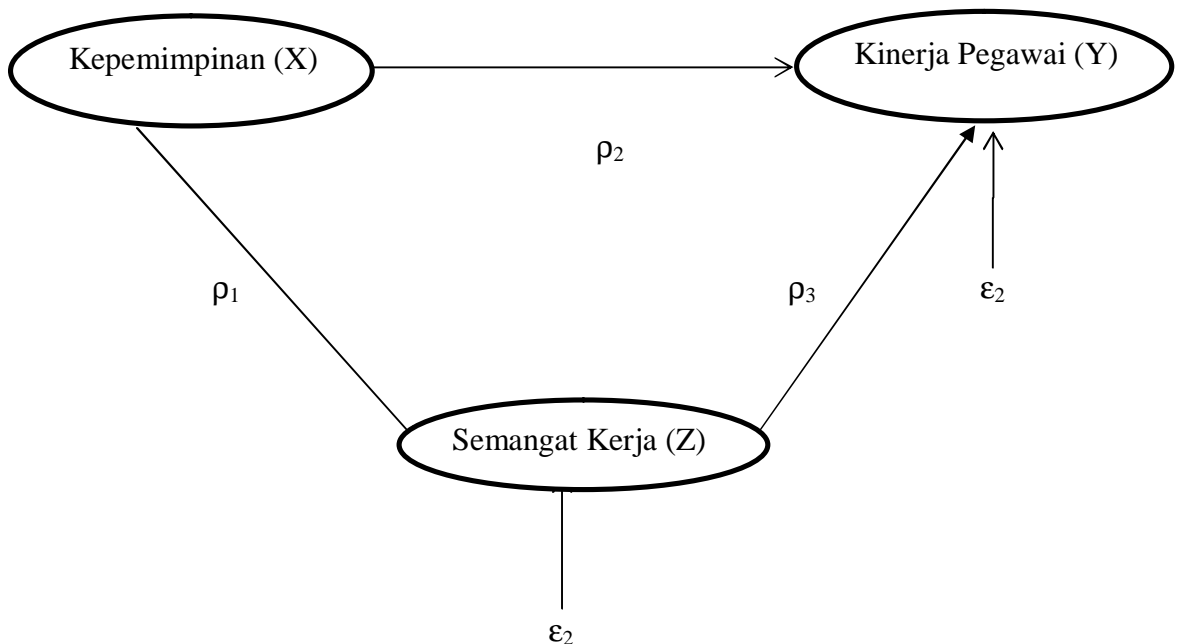 Kepemimpinan (X)
Kinerja Pegawai (Y)
ρ₂
ρ₁
ρ₃
ε₂
Semangat Kerja (Z)
ε₂